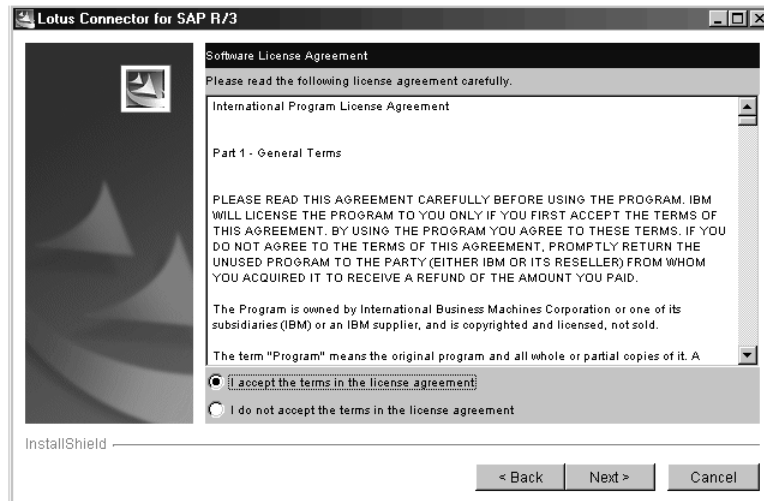 Lotus Connector for SAP R/3
Software License Agreement
Please read the following license agreement carefully.
International Program License Agreement
Part 1 - General Terms
PLEASE READ THIS AGREEMENT CAREFULLY BEFORE USING THE PROGRAM. IBM
WILL LICENSE THE PROGRAM TO YOU ONLY IF YOU FIRST ACCEPT THE TERMS OF
THIS AGREEMENT. BY USING THE PROGRAM YOU AGREE TO THESE TERMS. IF YOU
DO NOT AGREE TO THE TERMS OF THIS AGREEMENT, PROMPTLY RETURN THE
UNUSED PROGRAM TO THE PARTY (EITHER IBM OR ITS RESELLER) FROM WHOM
YOU ACQUIRED IT TO RECEIVE A REFUND OF THE AMOUNT YOU PAID.
The Program is owned by International Business Machines Corporation or one of its
subsidiaries (IBM) or an IBM supplier, and is copyrighted and licensed, not sold.
The term "Program" means the original program and all whole or partial copies of it. A
I accept the terms in the license agreement
I do not accept the terms in the license agreement
InstallShield
< Back
Next >
Cancel